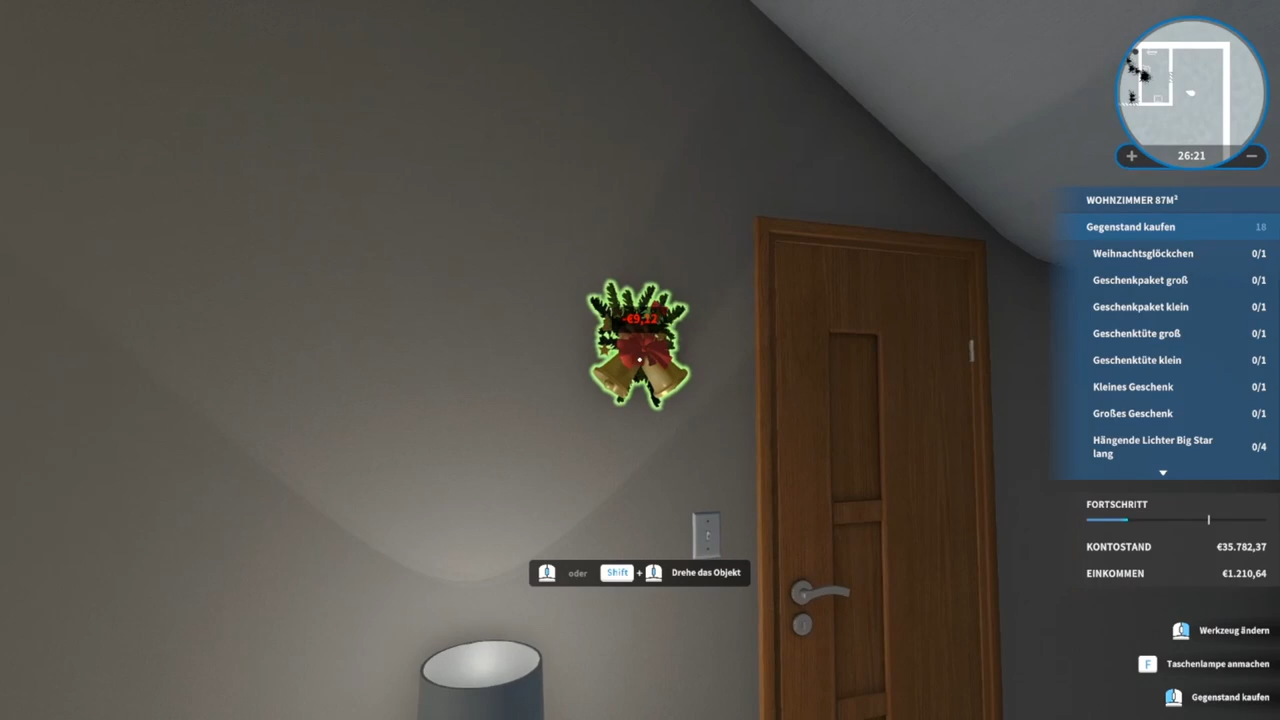 26:21
WOHNZIMMER 87M²
Gegenstand kaufen 18
Weihnachtsglöckchen 0/1
Geschenkpaket groß 0/1
Geschenkpaket klein 0/1
Geschenktüte groß 0/1
Geschenktüte klein 0/1
Kleines Geschenk 0/1
Großes Geschenk 0/1
Hängende Lichter Big Star
lang 0/4
-€9,12
FORTSCHRITT
KONTOSTAND €35.782,37
EINKOMMEN €1.210,64
oder Shift + Drehe das Objekt
Werkzeug ändern
F Taschenlampe anmachen
Gegenstand kaufen